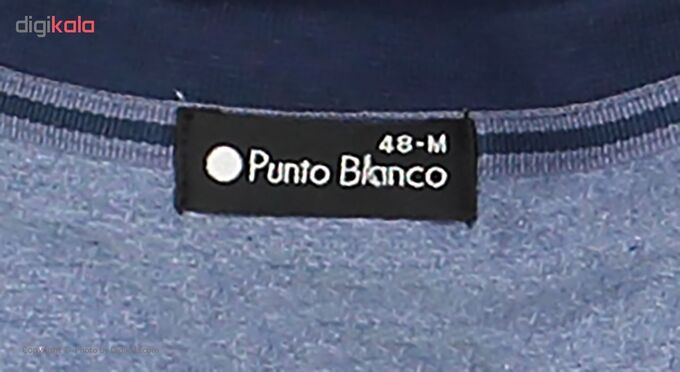 digikala
48-M
Punto Blanco